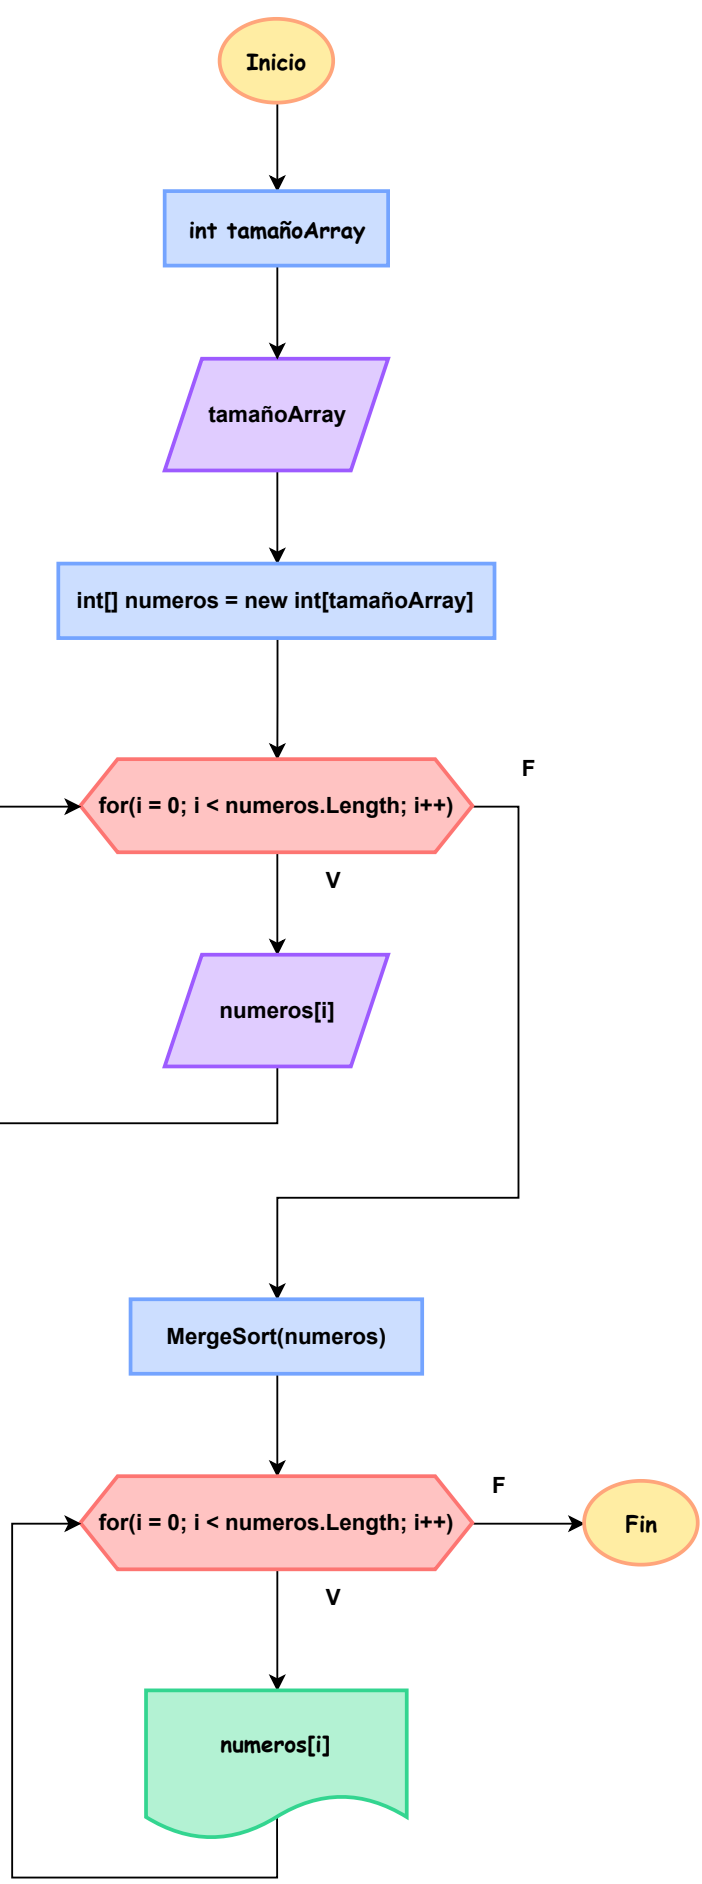 Inicio
int tamañoArray
tamañoArray
int[] numeros = new int[tamañoArray]
F
for(i = 0; i < numeros.Length; i++)
V
numeros[i]
MergeSort(numeros)
F
for(i = 0; i < numeros.Length; i++)
Fin
V
numeros[i]